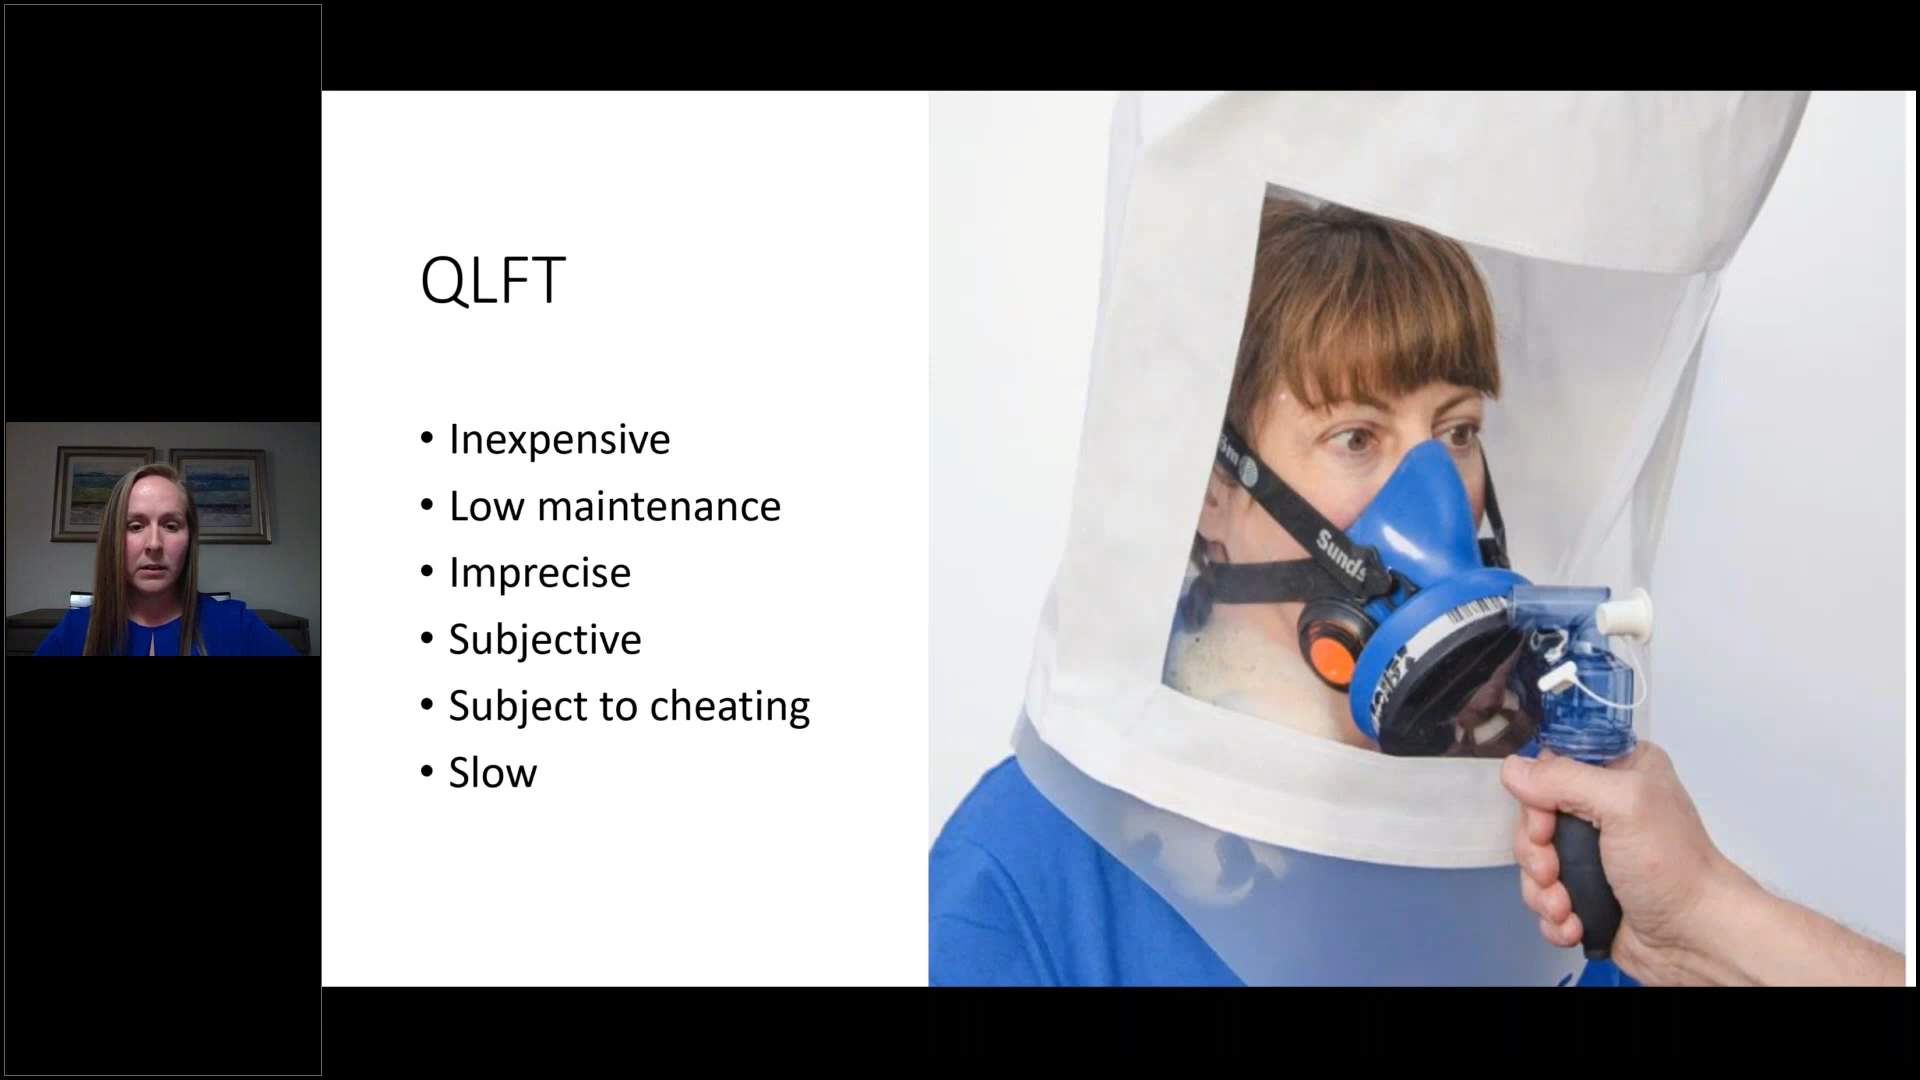 QLFT
• Inexpensive
• Low maintenance
• Imprecise
• Subjective
• Subject to cheating
• Slow
Sunds